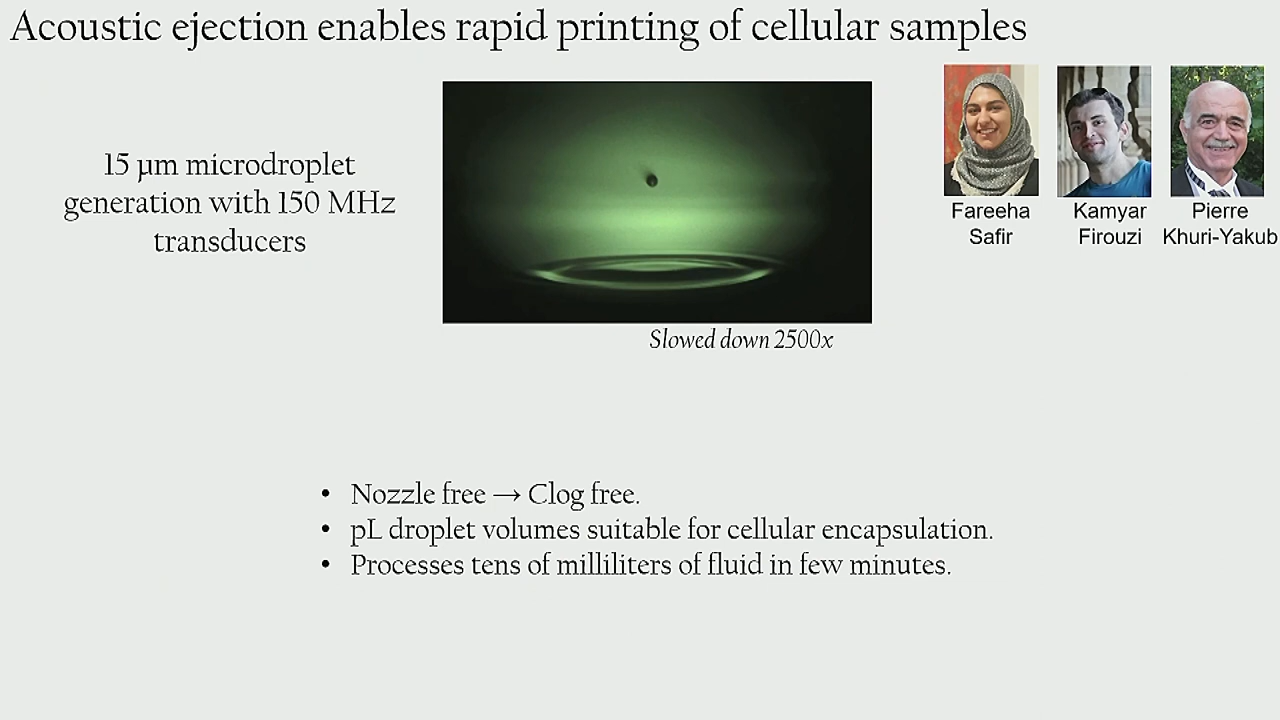 Acoustic ejection enables rapid printing of cellular samples
15 µm microdroplet
generation with 150 MHz
transducers
Slowed down 2500x
Fareeha
Safir
Kamyar
Firouzi
Pierre
Khuri-Yakub
• Nozzle free → Clog free.
• pL droplet volumes suitable for cellular encapsulation.
• Processes tens of milliliters of fluid in few minutes.